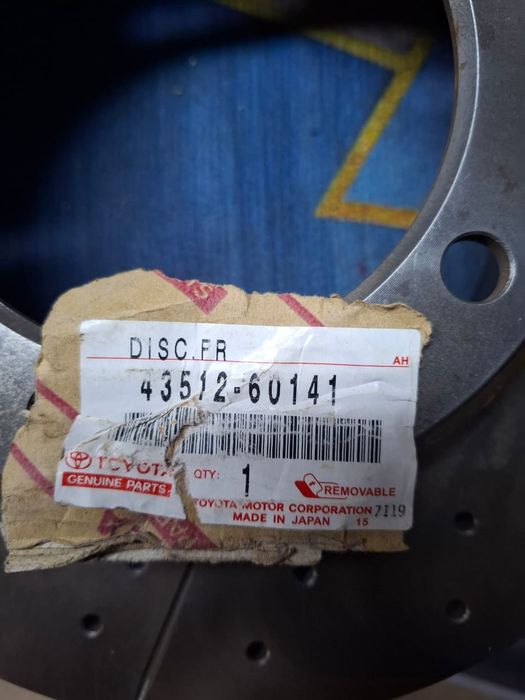 DISC.FR
AH
43512-60141
TOYOTA
GENUINE PARTS
QTY: 1
REMOVABLE
TOYOTA MOTOR CORPORATION 7119
MADE IN JAPAN 15